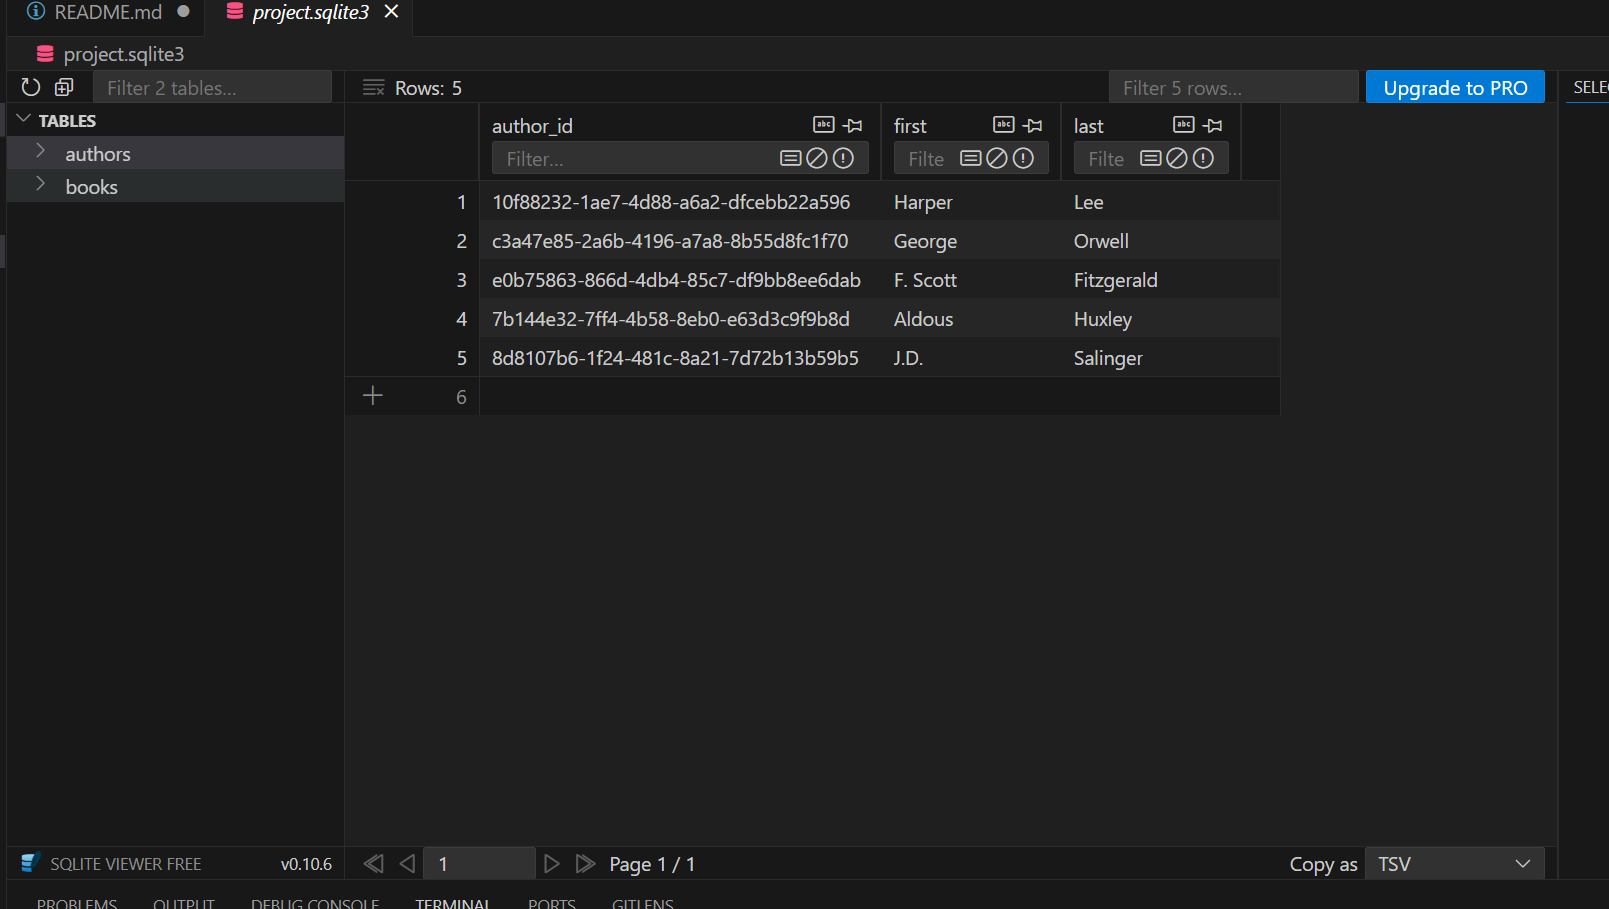 README.md
project.sqlite3
project.sqlite3
Filter 2 tables...
Rows: 5
Filter 5 rows...
Upgrade to PRO
TABLES
authors
books
author_id first last
Filter... Filte Filte
1 10f88232-1ae7-4d88-a6a2-dfcebb22a596 Harper Lee
2 c3a47e85-2a6b-4196-a7a8-8b55d8fc1f70 George Orwell
3 e0b75863-866d-4db4-85c7-df9bb8ee6dab F. Scott Fitzgerald
4 7b144e32-7ff4-4b58-8eb0-e63d3c9f9b8d Aldous Huxley
5 8d8107b6-1f24-481c-8a21-7d72b13b59b5 J.D. Salinger
6
SQLITE VIEWER FREE v0.10.6
1 Page 1 / 1
Copy as TSV
PROBLEMS OUTPUT DEBUG CONSOLE TERMINAL PORTS GITLENS